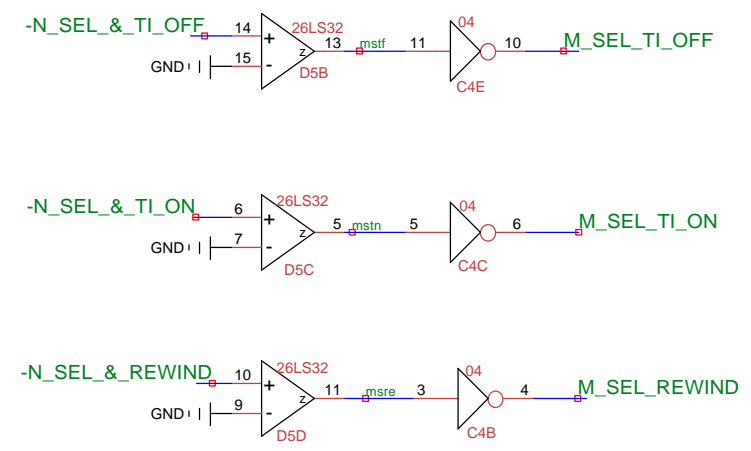 -N_SEL_&_TI_OFF 14 26LS32 04
+ 13 mstf 11 10 M_SEL_TI_OFF
GND 15 - z
D5B C4E
-N_SEL_&_TI_ON 6 26LS32 04
+ 5 mstn 5 6 M_SEL_TI_ON
GND 7 - z
D5C C4C
-N_SEL_&_REWIND 10 26LS32 04
+ 11 msre 3 4 M_SEL_REWIND
GND 9 - z
D5D C4B